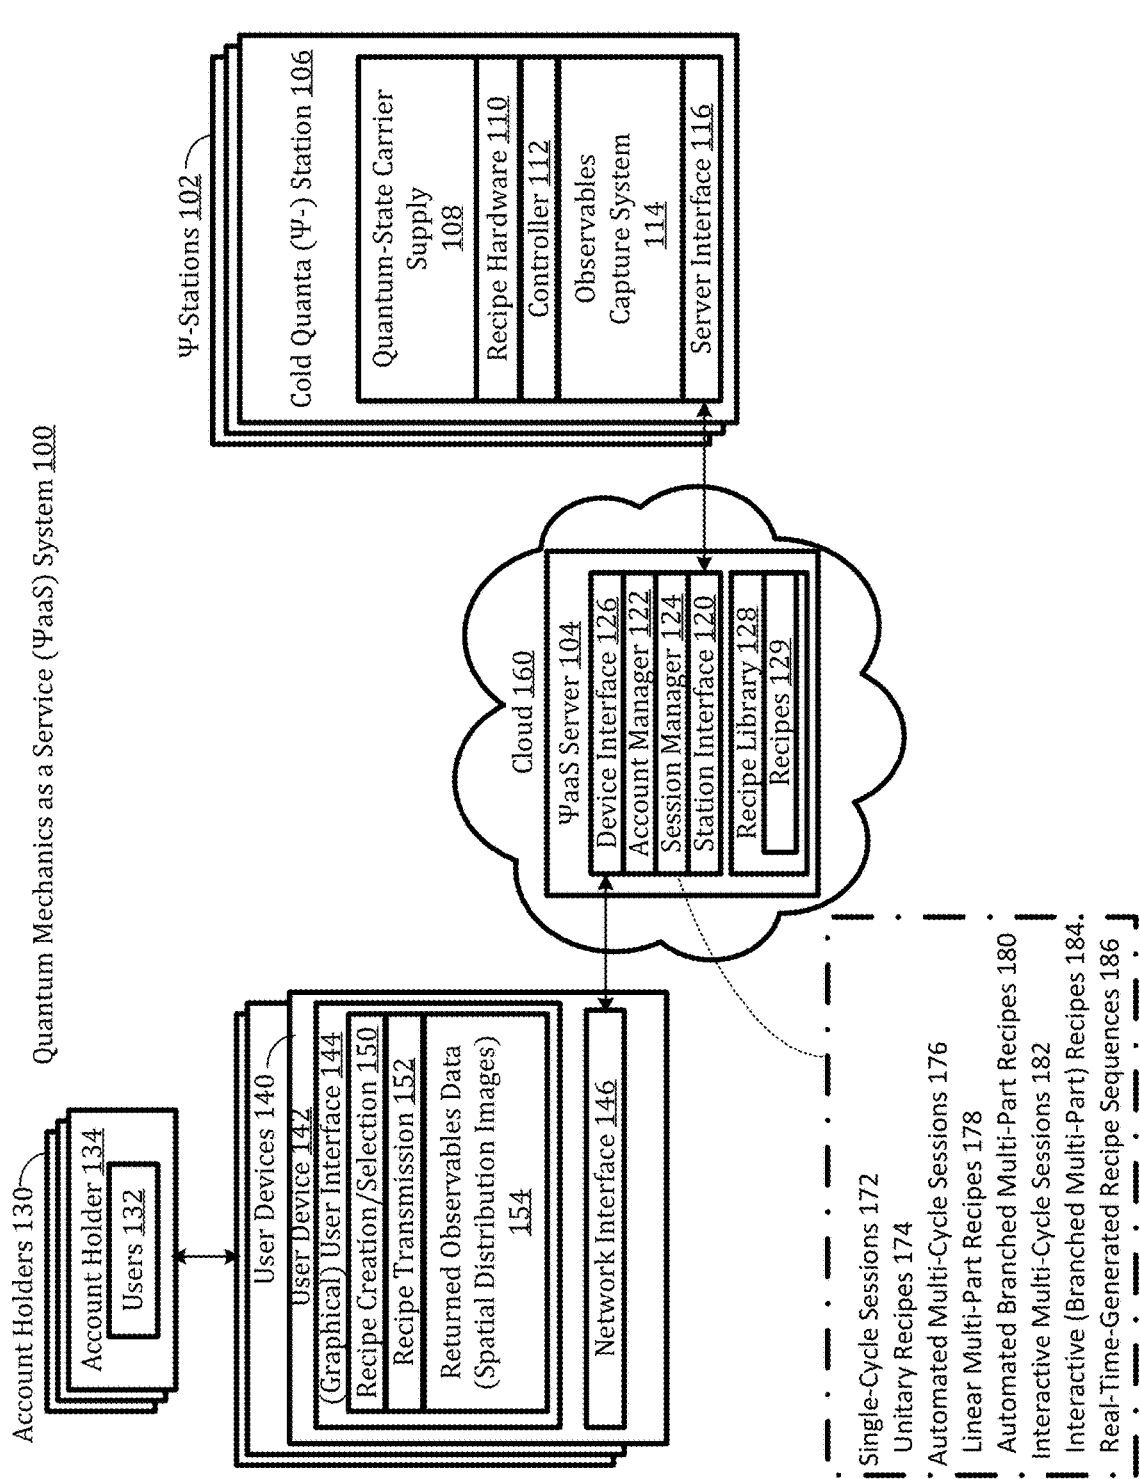 Quantum Mechanics as a Service (ΨaaS) System 100
Account Holders 130
Account Holder 134
Users 132
User Devices 140
User Device 142
(Graphical) User Interface 144
Recipe Creation/Selection 150
Recipe Transmission 152
Returned Observables Data
(Spatial Distribution Images)
154
Network Interface 146
Cloud 160
ΨaaS Server 104
Device Interface 126
Account Manager 122
Session Manager 124
Station Interface 120
Recipe Library 128
Recipes 129
Ψ-Stations 102
Cold Quanta (Ψ-) Station 106
Quantum-State Carrier
Supply
108
Recipe Hardware 110
Controller 112
Observables
Capture System
114
Server Interface 116
Single-Cycle Sessions 172
Unitary Recipes 174
Automated Multi-Cycle Sessions 176
Linear Multi-Part Recipes 178
Automated Branched Multi-Part Recipes 180
Interactive Multi-Cycle Sessions 182
Interactive (Branched Multi-Part) Recipes 184
Real-Time-Generated Recipe Sequences 186